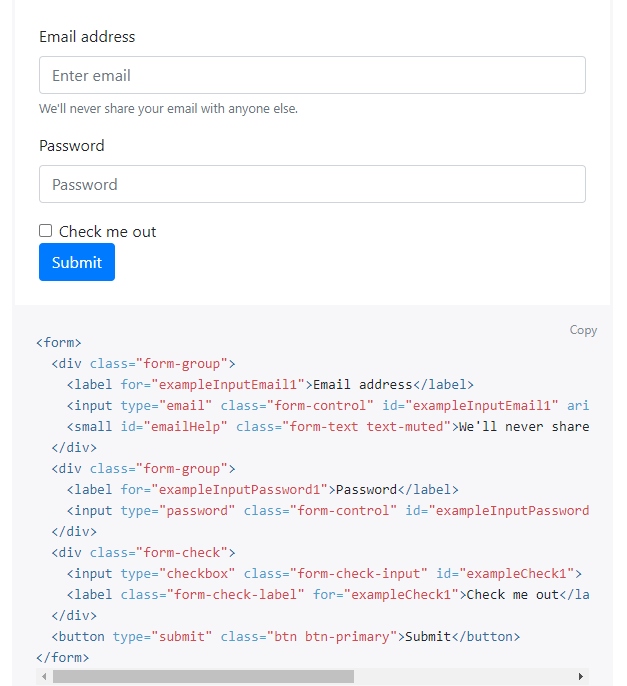 Email address
Enter email
We'll never share your email with anyone else.
Password
Password
Check me out
Submit
Copy
<form>
  <div class="form-group">
    <label for="exampleInputEmail1">Email address</label>
    <input type="email" class="form-control" id="exampleInputEmail1" ari
    <small id="emailHelp" class="form-text text-muted">We'll never share
  </div>
  <div class="form-group">
    <label for="exampleInputPassword1">Password</label>
    <input type="password" class="form-control" id="exampleInputPassword
  </div>
  <div class="form-check">
    <input type="checkbox" class="form-check-input" id="exampleCheck1">
    <label class="form-check-label" for="exampleCheck1">Check me out</la
  </div>
  <button type="submit" class="btn btn-primary">Submit</button>
</form>